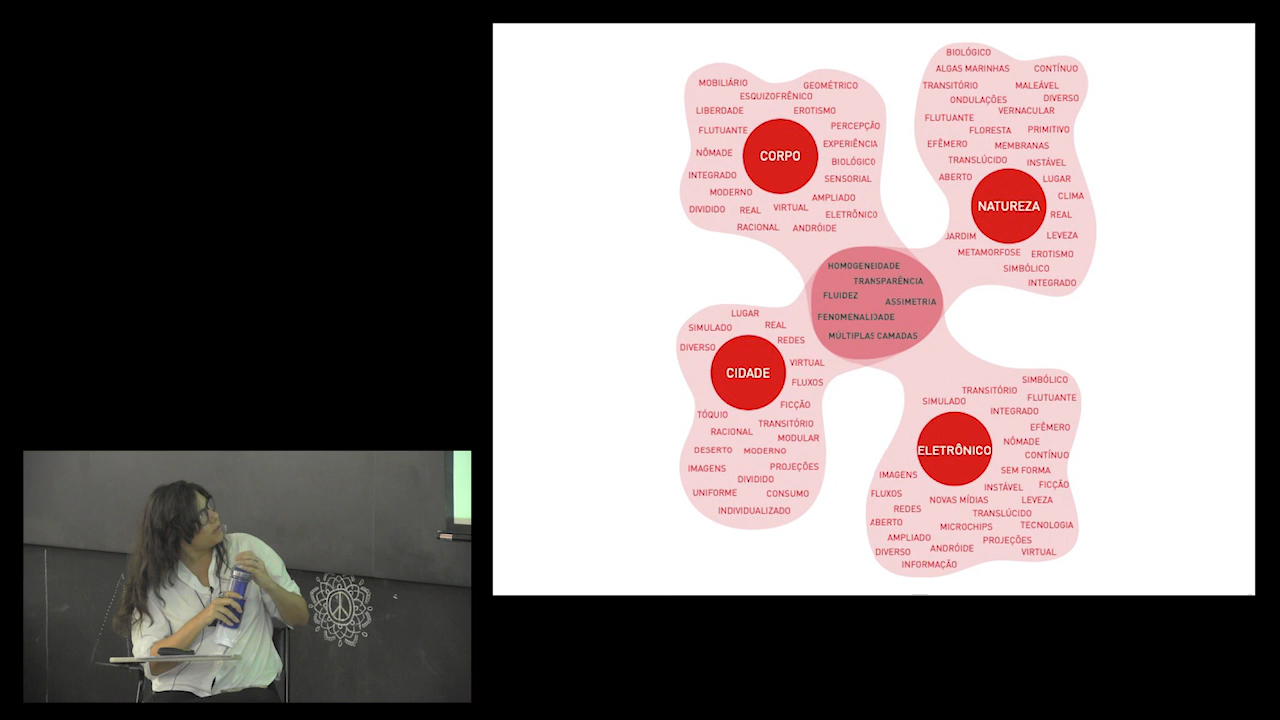 MOBILIÁRIO
GEOMÉTRICO
ESQUIZOFRÊNICO
LIBERDADE
EROTISMO
FLUTUANTE
PERCEPÇÃO
EXPERIÊNCIA
NÔMADE
CORPO
BIOLÓGICO
INTEGRADO
SENSORIAL
MODERNO
AMPLIADO
DIVIDIDO
REAL
VIRTUAL
ELETRÔNICO
RACIONAL
ANDRÓIDE
BIOLÓGICO
ALGAS MARINHAS
CONTÍNUO
TRANSITÓRIO
MALEÁVEL
ONDULAÇÕES
DIVERSO
VERNACULAR
FLUTUANTE
FLORESTA
PRIMITIVO
EFÊMERO
MEMBRANAS
TRANSLÚCIDO
INSTÁVEL
ABERTO
LUGAR
CLIMA
NATUREZA
REAL
JARDIM
LEVEZA
METAMORFOSE
EROTISMO
SIMBÓLICO
INTEGRADO
HOMOGENEIDADE
TRANSPARÊNCIA
FLUIDEZ
ASSIMETRIA
FENOMENALIDADE
MÚLTIPLAS CAMADAS
LUGAR
SIMULADO
REAL
REDES
DIVERSO
VIRTUAL
CIDADE
FLUXOS
FICÇÃO
TÓQUIO
TRANSITÓRIO
RACIONAL
MODULAR
DESERTO
MODERNO
IMAGENS
PROJEÇÕES
DIVIDIDO
UNIFORME
CONSUMO
INDIVIDUALIZADO
SIMBÓLICO
TRANSITÓRIO
FLUTUANTE
SIMULADO
INTEGRADO
EFÊMERO
NÔMADE
ELETRÔNICO
CONTÍNUO
SEM FORMA
IMAGENS
FICÇÃO
INSTÁVEL
FLUXOS
NOVAS MÍDIAS
LEVEZA
REDES
TRANSLÚCIDO
ABERTO
MICROCHIPS
TECNOLOGIA
AMPLIADO
PROJEÇÕES
DIVERSO
ANDRÓIDE
VIRTUAL
INFORMAÇÃO